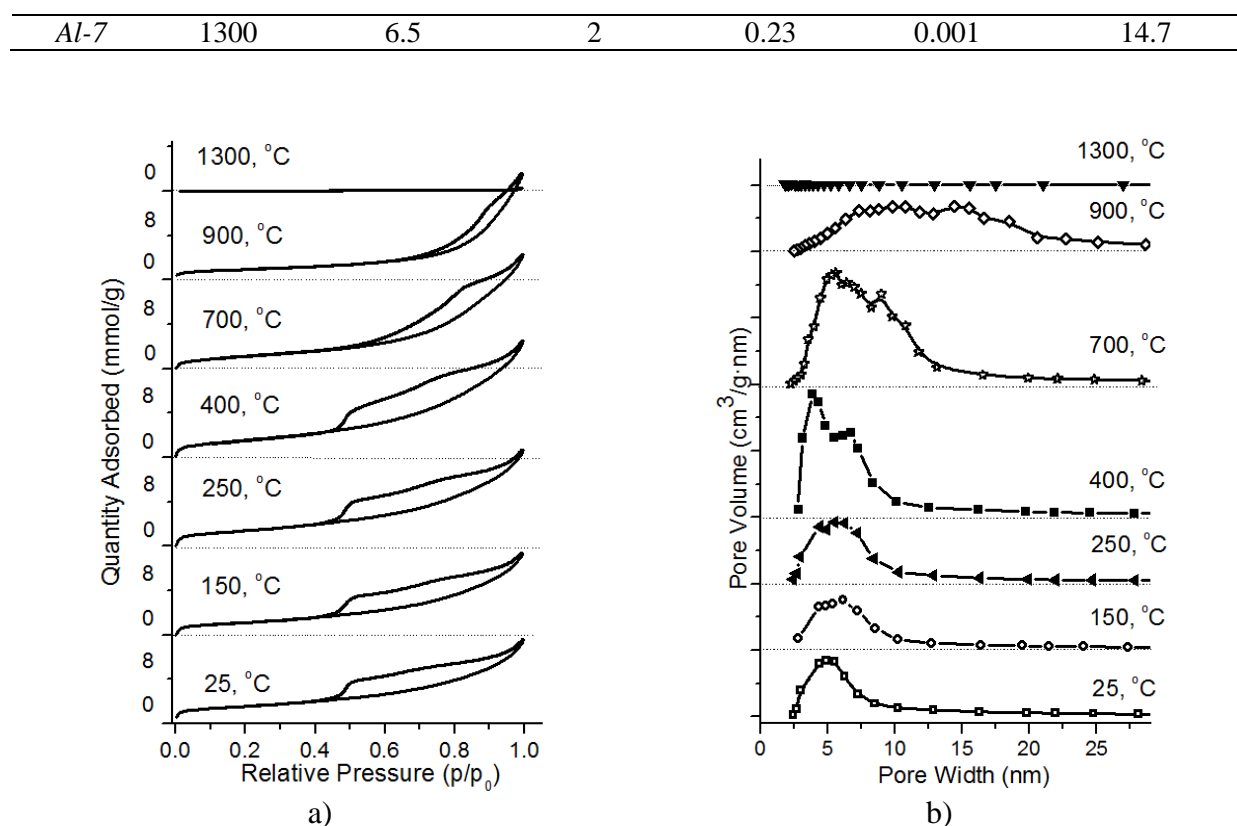 Al-7 1300 6.5 2 0.23 0.001 14.7
1300, °C
900, °C
700, °C
400, °C
250, °C
150, °C
25, °C
0
8
0
8
0
8
0
8
0
8
0
8
0
Quantity Adsorbed (mmol/g)
0.0 0.2 0.4 0.6 0.8 1.0
Relative Pressure (p/p0)
a)
1300, °C
900, °C
700, °C
400, °C
250, °C
150, °C
25, °C
Pore Volume (cm³/g·nm)
0 5 10 15 20 25
Pore Width (nm)
b)